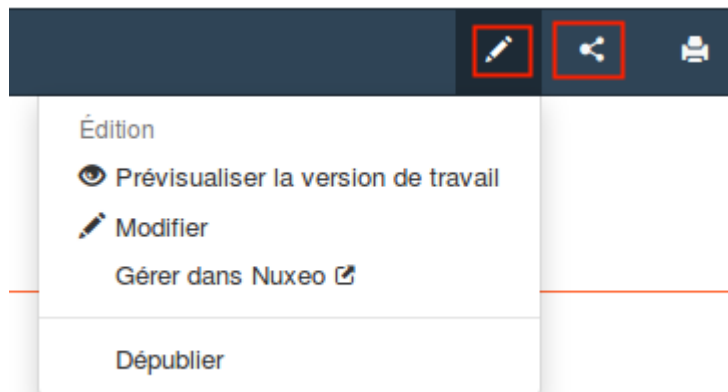 Édition
Prévisualiser la version de travail
Modifier
Gérer dans Nuxeo
Dépublier